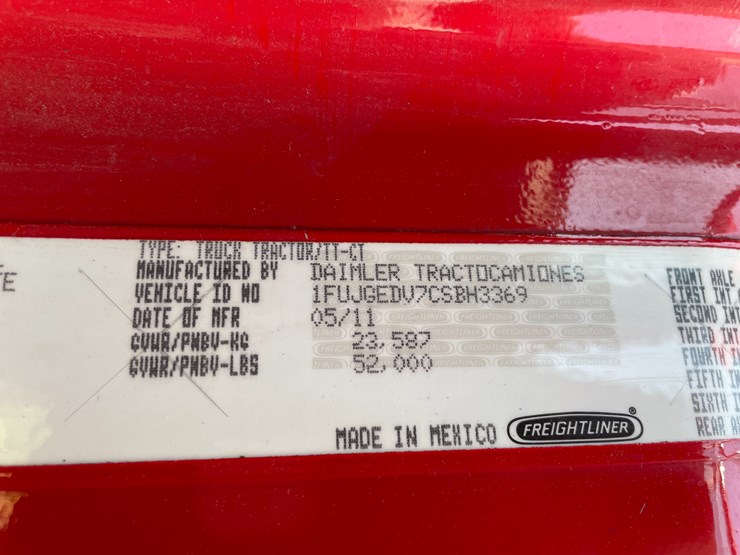 TYPE: TRUCK TRACTOR/TT-CT
MANUFACTURED BY DAIMLER TRACTOCAMIONES
VEHICLE ID NO 1FUJGEDV7CSBH3369
DATE OF MFR 05/11
GVWR/PNBV-KG 23,587
GVWR/PNBV-LBS 52,000
MADE IN MEXICO FREIGHTLINER®
TE
FRONT AXLE
FIRST INT.
SECOND INT
THIRD INT
FOURTH I
FIFTH IN
SIXTH I
REAR A